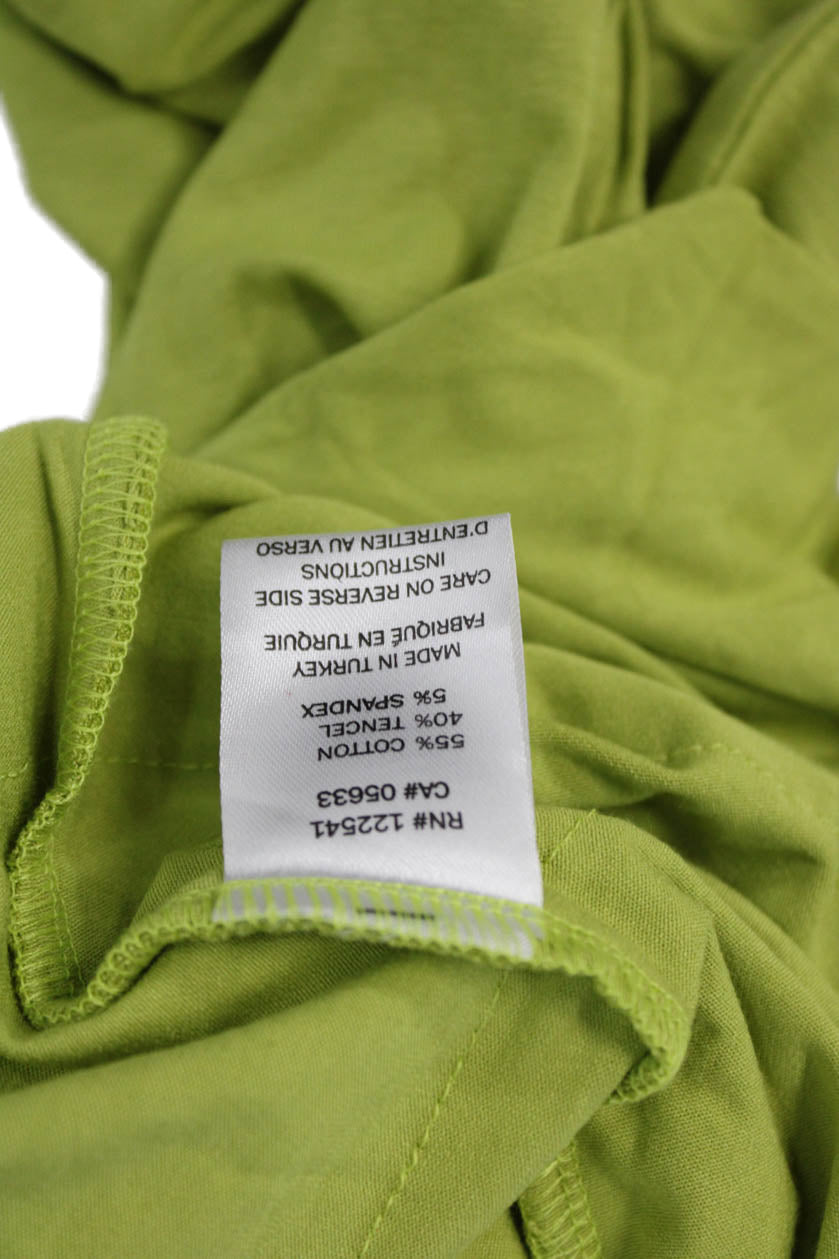 RN# 122541
CA# 05633
55% COTTON
40% TENCEL
5% SPANDEX
MADE IN TURKEY
FABRIQUÉ EN TURQUIE
CARE ON REVERSE SIDE
INSTRUCTIONS
D'ENTRETIEN AU VERSO